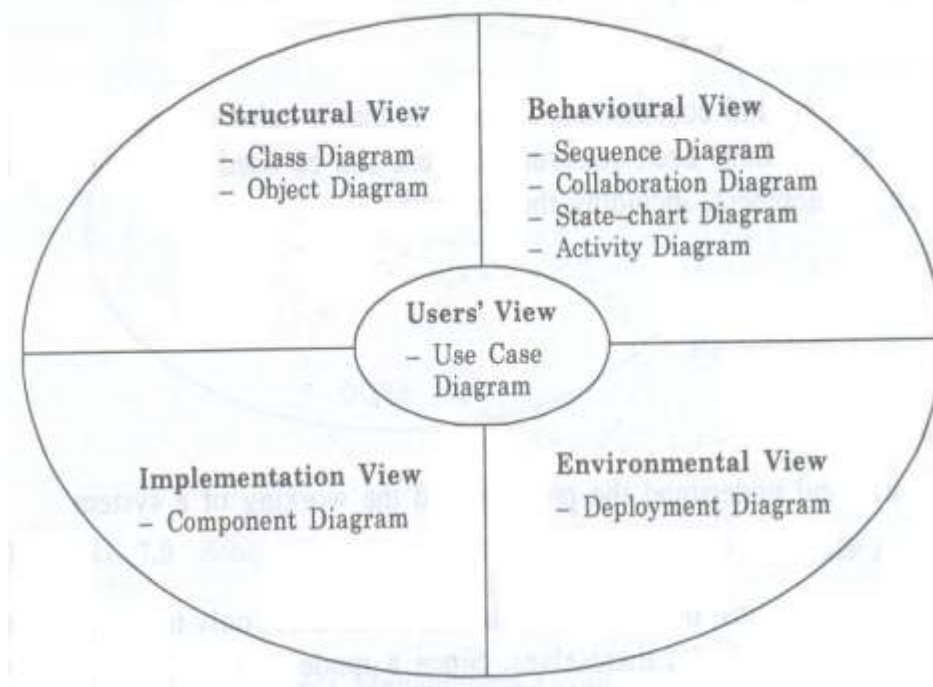 Structural View
– Class Diagram
– Object Diagram
Behavioural View
– Sequence Diagram
– Collaboration Diagram
– State–chart Diagram
– Activity Diagram
Users' View
– Use Case
Diagram
Implementation View
– Component Diagram
Environmental View
– Deployment Diagram